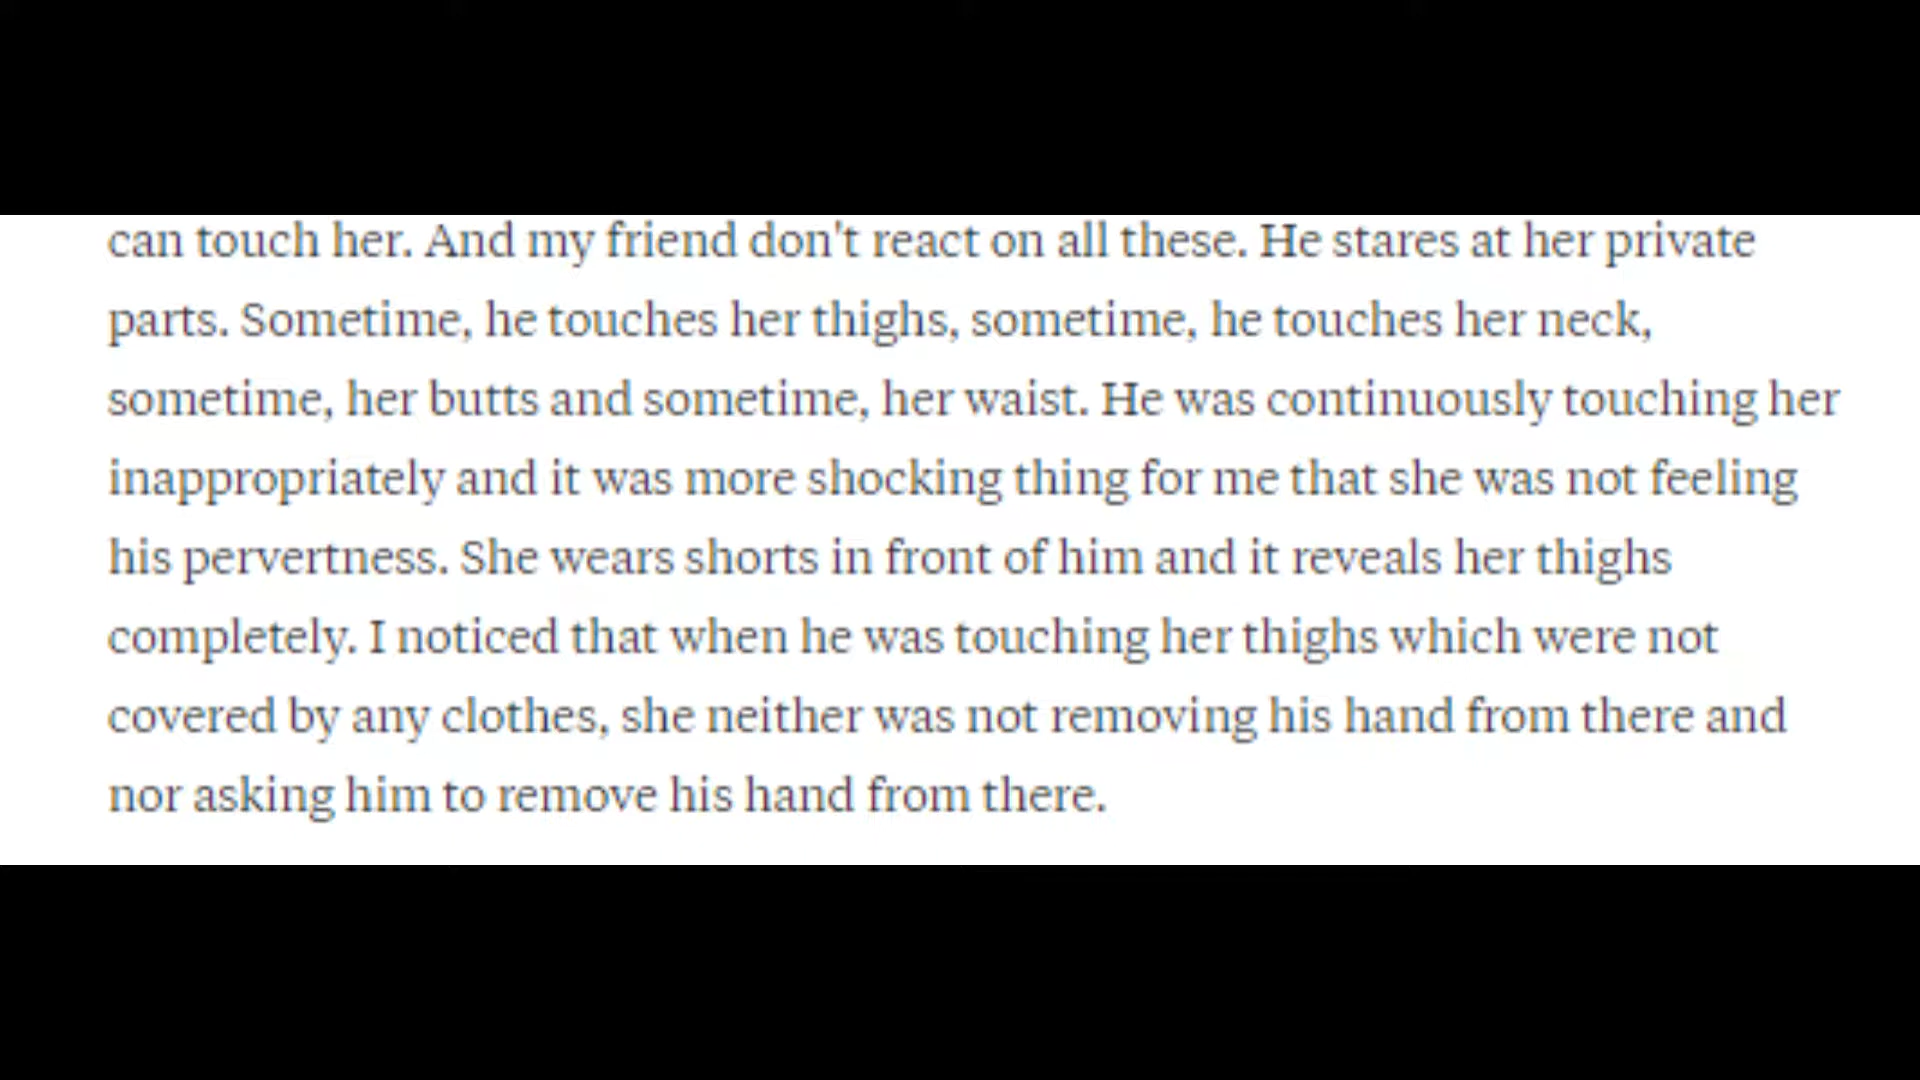 can touch her. And my friend don't react on all these. He stares at her private
parts. Sometime, he touches her thighs, sometime, he touches her neck,
sometime, her butts and sometime, her waist. He was continuously touching her
inappropriately and it was more shocking thing for me that she was not feeling
his pervertness. She wears shorts in front of him and it reveals her thighs
completely. I noticed that when he was touching her thighs which were not
covered by any clothes, she neither was not removing his hand from there and
nor asking him to remove his hand from there.